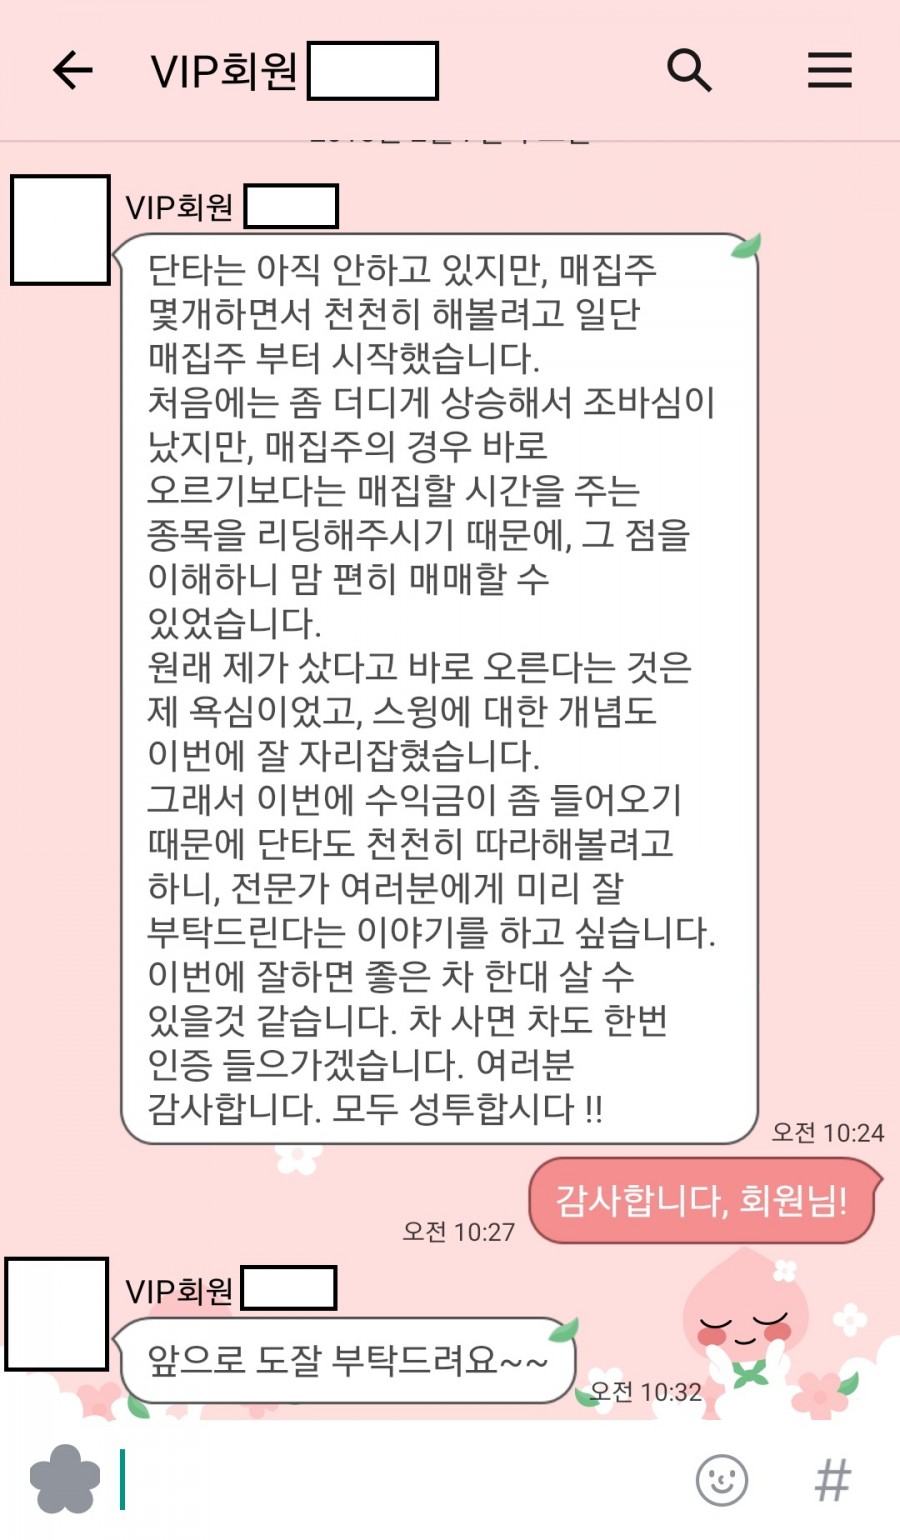 VIP회원
VIP회원
단타는 아직 안하고 있지만, 매집주
몇개하면서 천천히 해볼려고 일단
매집주 부터 시작했습니다.
처음에는 좀 더디게 상승해서 조바심이
났지만, 매집주의 경우 바로
오르기보다는 매집할 시간을 주는
종목을 리딩해주시기 때문에, 그 점을
이해하니 맘 편히 매매할 수
있었습니다.
원래 제가 샀다고 바로 오른다는 것은
제 욕심이었고, 스윙에 대한 개념도
이번에 잘 자리잡혔습니다.
그래서 이번에 수익금이 좀 들어오기
때문에 단타도 천천히 따라해볼려고
하니, 전문가 여러분에게 미리 잘
부탁드린다는 이야기를 하고 싶습니다.
이번에 잘하면 좋은 차 한대 살 수
있을것 같습니다. 차 사면 차도 한번
인증 들으가겠습니다. 여러분
감사합니다. 모두 성투합시다 !!
오전 10:24
감사합니다, 회원님!
오전 10:27
VIP회원
앞으로 도잘 부탁드려요~~
오전 10:32
#